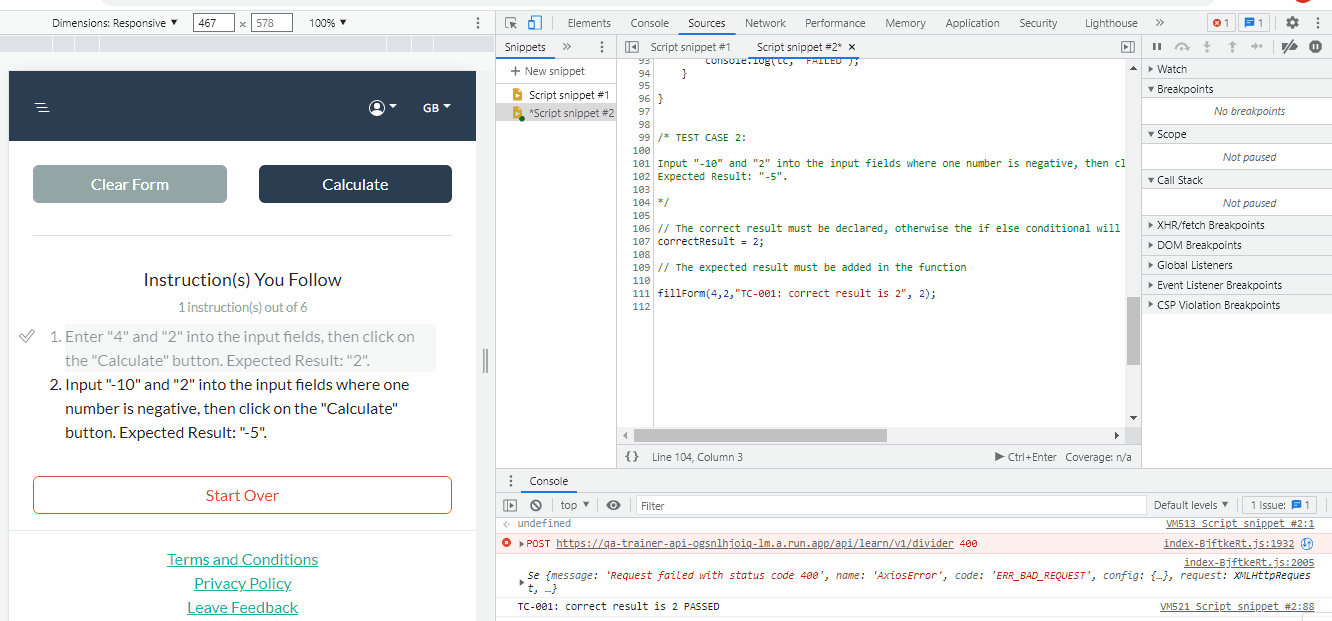 Dimensions: Responsive ▼ 467 × 578 100% ▼
GB
Clear Form
Calculate
Instruction(s) You Follow
1 instruction(s) out of 6
1. Enter "4" and "2" into the input fields, then click on
the "Calculate" button. Expected Result: "2".
2. Input "-10" and "2" into the input fields where one
number is negative, then click on the "Calculate"
button. Expected Result: "-5".
Start Over
Terms and Conditions
Privacy Policy
Leave Feedback
Elements Console Sources Network Performance Memory Application Security Lighthouse » 1 1
Snippets »
+ New snippet
Script snippet #1
*Script snippet #2
Script snippet #1 Script snippet #2* ×
93 console.log(tc, "FAILED");
94 }
95
96 }
97
98
99 /* TEST CASE 2:
100
101 Input "-10" and "2" into the input fields where one number is negative, then cl
102 Expected Result: "-5".
103
104 */
105
106 // The correct result must be declared, otherwise the if else conditional will
107 correctResult = 2;
108
109 // The expected result must be added in the function
110
111 fillForm(4,2,"TC-001: correct result is 2", 2);
112
{} Line 104, Column 3 ▶ Ctrl+Enter Coverage: n/a
Watch
Breakpoints
No breakpoints
Scope
Not paused
Call Stack
Not paused
XHR/fetch Breakpoints
DOM Breakpoints
Global Listeners
Event Listener Breakpoints
CSP Violation Breakpoints
Console
top ▼ Filter Default levels ▼ 1 Issue: 1
undefined VM513 Script snippet #2:1
POST https://qa-trainer-api-ogsnlhjoiq-lm.a.run.app/api/learn/v1/divider 400 index-BjftkeRt.js:1932
index-BjftkeRt.js:2005
Se {message: 'Request failed with status code 400', name: 'AxiosError', code: 'ERR_BAD_REQUEST', config: {…}, request: XMLHttpReques
t, …}
TC-001: correct result is 2 PASSED VM521 Script snippet #2:88